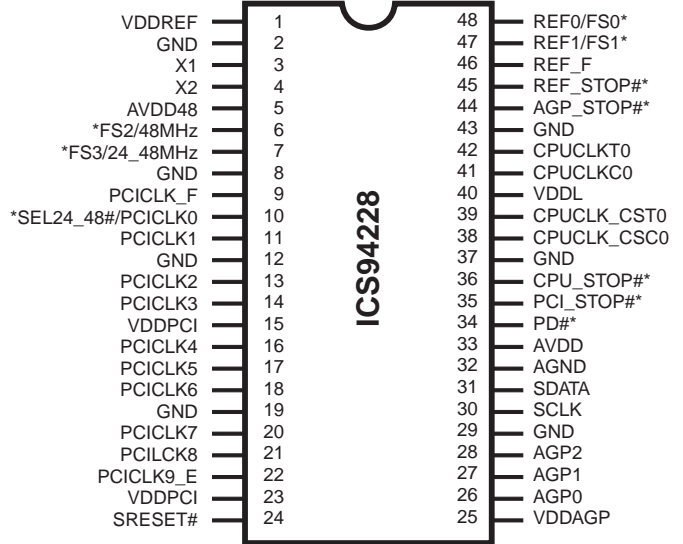 VDDREF 1 48 REF0/FS0*
GND 2 47 REF1/FS1*
X1 3 46 REF_F
X2 4 45 REF_STOP#*
AVDD48 5 44 AGP_STOP#*
*FS2/48MHz 6 43 GND
*FS3/24_48MHz 7 42 CPUCLKT0
GND 8 41 CPUCLKC0
PCICLK_F 9 40 VDDL
*SEL24_48#/PCICLK0 10 39 CPUCLK_CST0
PCICLK1 11 38 CPUCLK_CSC0
GND 12 37 GND
PCICLK2 13 36 CPU_STOP#*
PCICLK3 14 35 PCI_STOP#*
VDDPCI 15 34 PD#*
PCICLK4 16 33 AVDD
PCICLK5 17 32 AGND
PCICLK6 18 31 SDATA
GND 19 30 SCLK
PCICLK7 20 29 GND
PCILCK8 21 28 AGP2
PCICLK9_E 22 27 AGP1
VDDPCI 23 26 AGP0
SRESET# 24 25 VDDAGP
ICS94228